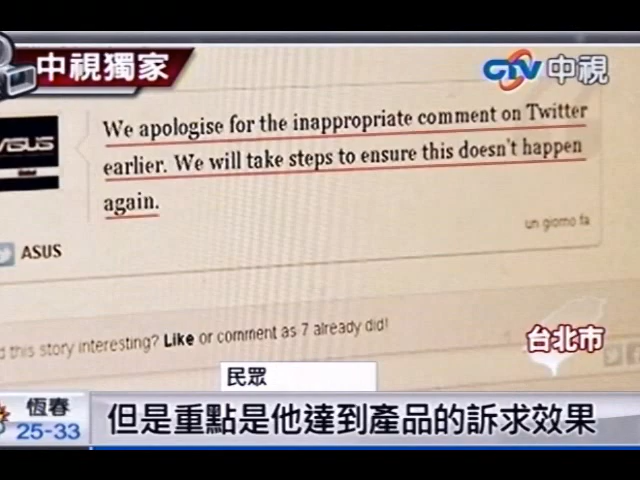 中視獨家
CTV中視
ASUS
We apologise for the inappropriate comment on Twitter
earlier. We will take steps to ensure this doesn't happen
again.
un giorno fa
ASUS
this story interesting? Like or comment as 7 already did!
台北市
民眾
恆春
25-33
但是重點是他達到產品的訴求效果